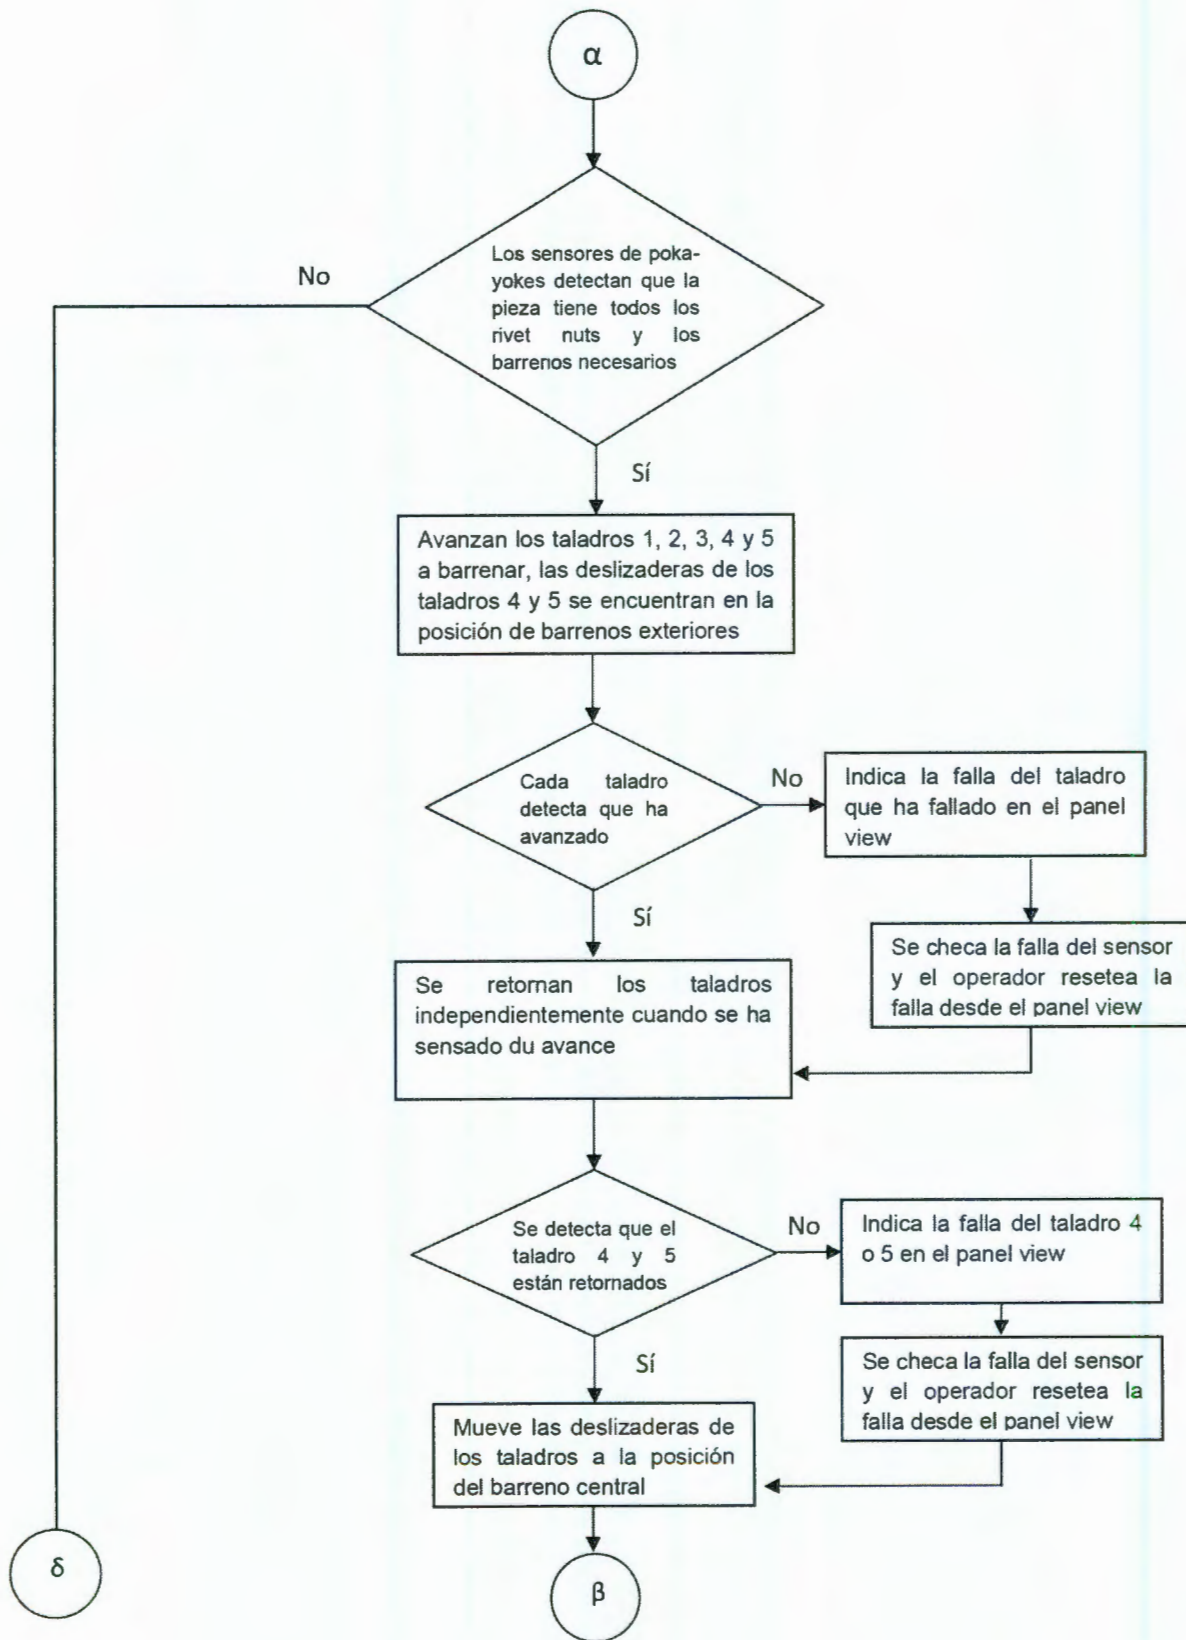 α
Los sensores de poka-
yokes detectan que la
pieza tiene todos los
rivet nuts y los
barrenos necesarios
No
Sí
Avanzan los taladros 1, 2, 3, 4 y 5
a barrenar, las deslizaderas de los
taladros 4 y 5 se encuentran en la
posición de barrenos exteriores
Cada taladro
detecta que ha
avanzado
No
Indica la falla del taladro
que ha fallado en el panel
view
Sí
Se checa la falla del sensor
y el operador resetea la
falla desde el panel view
Se retornan los taladros
independientemente cuando se ha
sensado du avance
Se detecta que el
taladro 4 y 5
están retornados
No
Indica la falla del taladro 4
o 5 en el panel view
Sí
Se checa la falla del sensor
y el operador resetea la
falla desde el panel view
Mueve las deslizaderas de
los taladros a la posición
del barreno central
δ
β